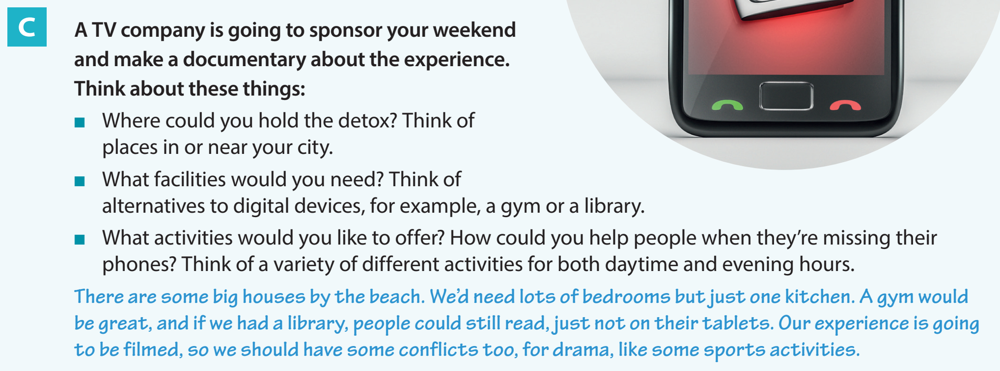 C
A TV company is going to sponsor your weekend
and make a documentary about the experience.
Think about these things:
■ Where could you hold the detox? Think of
places in or near your city.
■ What facilities would you need? Think of
alternatives to digital devices, for example, a gym or a library.
■ What activities would you like to offer? How could you help people when they’re missing their
phones? Think of a variety of different activities for both daytime and evening hours.
There are some big houses by the beach. We’d need lots of bedrooms but just one kitchen. A gym would
be great, and if we had a library, people could still read, just not on their tablets. Our experience is going
to be filmed, so we should have some conflicts too, for drama, like some sports activities.